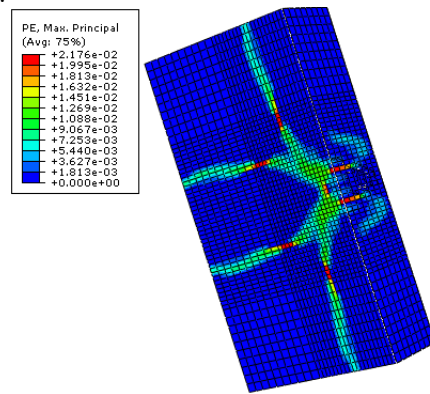 PE, Max. Principal
(Avg: 75%)
+2.176e-02
+1.995e-02
+1.813e-02
+1.632e-02
+1.451e-02
+1.269e-02
+1.088e-02
+9.067e-03
+7.253e-03
+5.440e-03
+3.627e-03
+1.813e-03
+0.000e+00